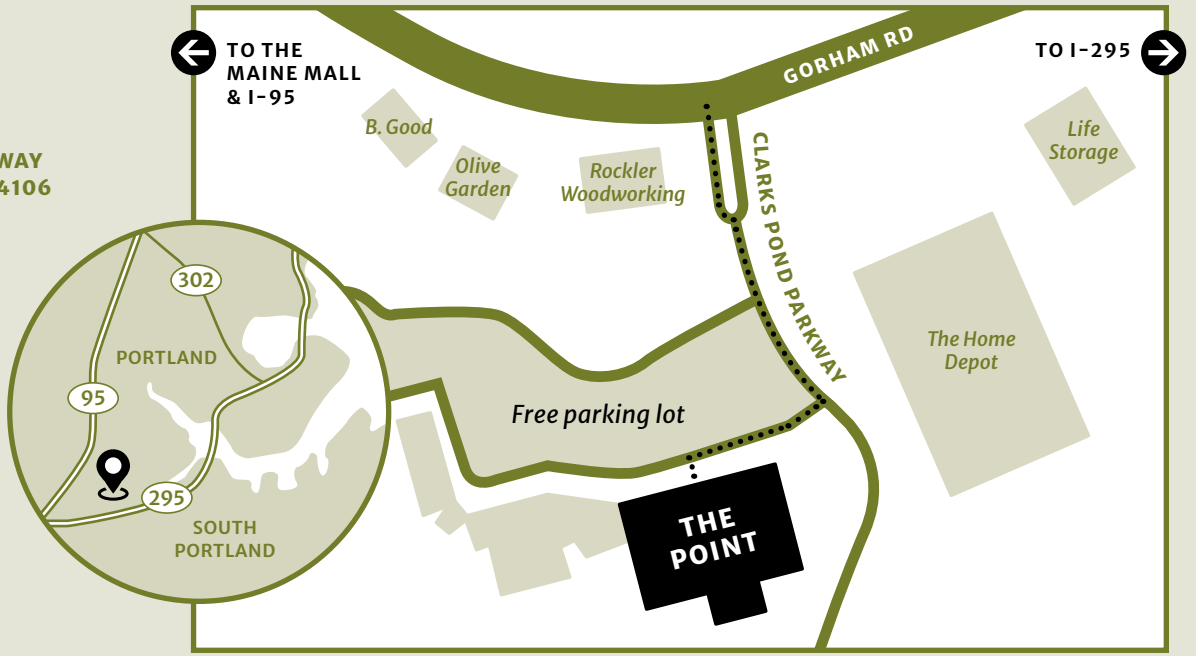 TO THE
MAINE MALL
& I-95
GORHAM RD
TO I-295
B. Good
Olive
Garden
Rockler
Woodworking
CLARKS POND PARKWAY
Life
Storage
WAY
4106
302
PORTLAND
95
295
SOUTH
PORTLAND
The Home
Depot
Free parking lot
THE
POINT